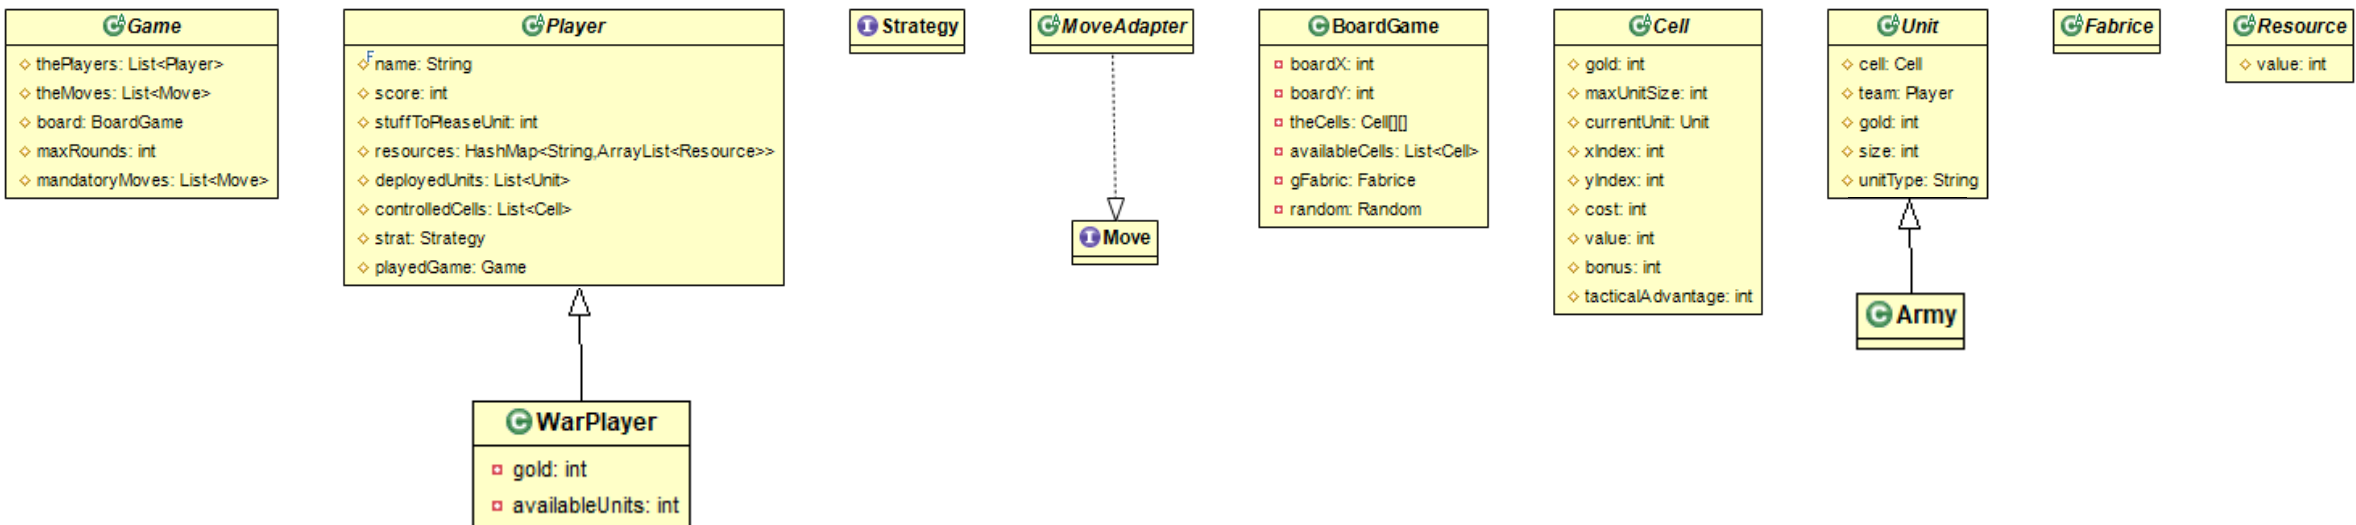 Game
thePlayers: List<Player>
theMoves: List<Move>
board: BoardGame
maxRounds: int
mandatoryMoves: List<Move>
Player
name: String
score: int
stuffToPleaseUnit: int
resources: HashMap<String,ArrayList<Resource>>
deployedUnits: List<Unit>
controlledCells: List<Cell>
strat: Strategy
playedGame: Game
WarPlayer
gold: int
availableUnits: int
Strategy
MoveAdapter
Move
BoardGame
boardX: int
boardY: int
theCells: Cell[][]
availableCells: List<Cell>
gFabric: Fabrice
random: Random
Cell
gold: int
maxUnitSize: int
currentUnit: Unit
xIndex: int
yIndex: int
cost: int
value: int
bonus: int
tacticalAdvantage: int
Unit
cell: Cell
team: Player
gold: int
size: int
unitType: String
Army
Fabrice
Resource
value: int